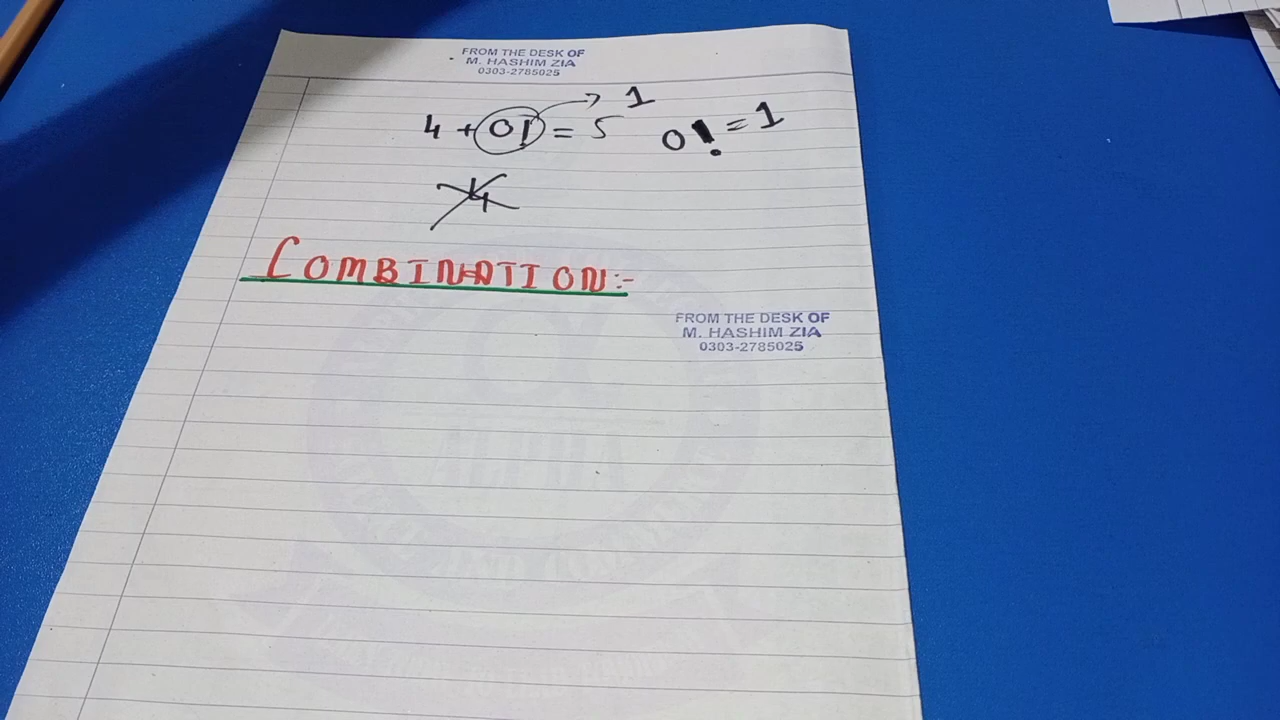 FROM THE DESK OF
M. HASHIM ZIA
0303-2785025
1
4 + 0! = 5 0! = 1
4
COMBINATION:-
FROM THE DESK OF
M. HASHIM ZIA
0303-2785025